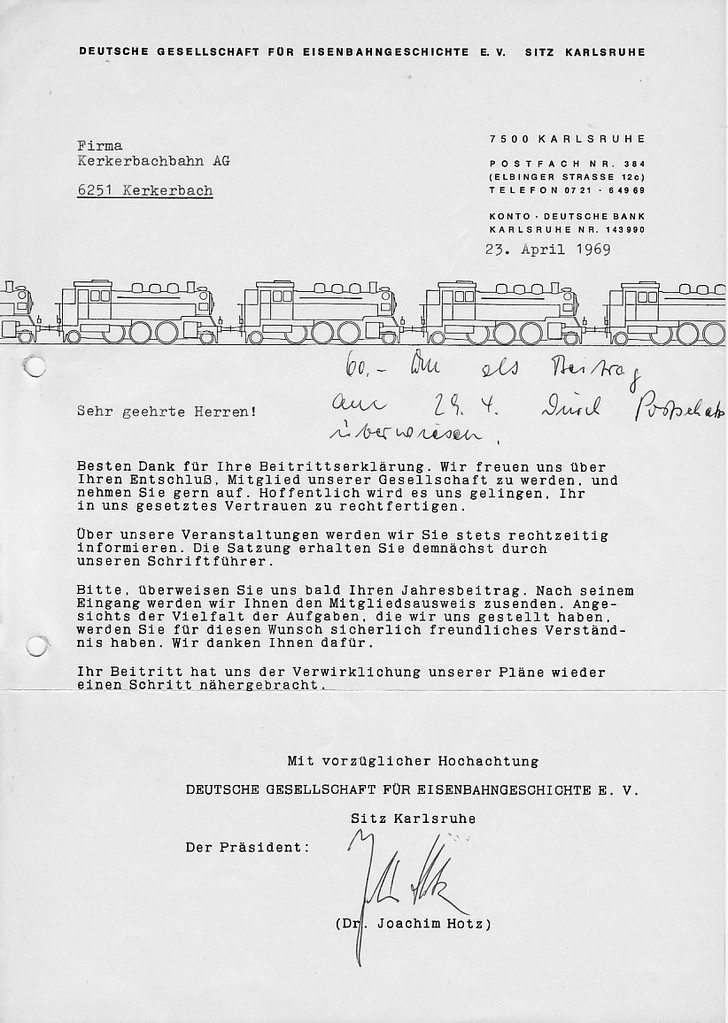 DEUTSCHE GESELLSCHAFT FÜR EISENBAHNGESCHICHTE E. V. SITZ KARLSRUHE
Firma
Kerkerbachbahn AG
6251 Kerkerbach
7500 KARLSRUHE
POSTFACH NR. 384
(ELBINGER STRASSE 12c)
TELEFON 0721 · 64969
KONTO · DEUTSCHE BANK
KARLSRUHE NR. 143990
23. April 1969
60,- DM als Beitrag
am 29. 4. durch Postscheck
überwiesen.
Sehr geehrte Herren!
Besten Dank für Ihre Beitrittserklärung. Wir freuen uns über
Ihren Entschluß, Mitglied unserer Gesellschaft zu werden, und
nehmen Sie gern auf. Hoffentlich wird es uns gelingen, Ihr
in uns gesetztes Vertrauen zu rechtfertigen.
Über unsere Veranstaltungen werden wir Sie stets rechtzeitig
informieren. Die Satzung erhalten Sie demnächst durch
unseren Schriftführer.
Bitte, überweisen Sie uns bald Ihren Jahresbeitrag. Nach seinem
Eingang werden wir Ihnen den Mitgliedsausweis zusenden. Ange-
sichts der Vielfalt der Aufgaben, die wir uns gestellt haben,
werden Sie für diesen Wunsch sicherlich freundliches Verständ-
nis haben. Wir danken Ihnen dafür.
Ihr Beitritt hat uns der Verwirklichung unserer Pläne wieder
einen Schritt nähergebracht.
Mit vorzüglicher Hochachtung
DEUTSCHE GESELLSCHAFT FÜR EISENBAHNGESCHICHTE E. V.
Sitz Karlsruhe
Der Präsident:
(Dr. Joachim Hotz)